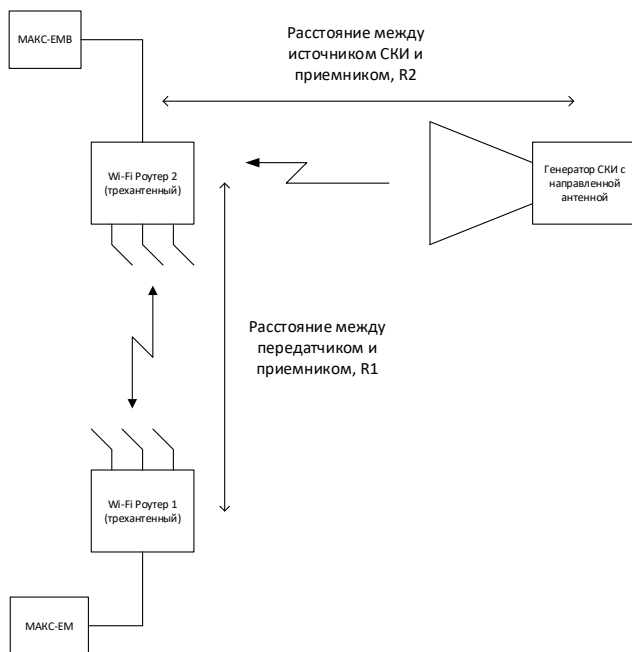 МАКС-ЕМВ
Расстояние между
источником СКИ и
приемником, R2
Wi-Fi Роутер 2
(трехантенный)
Генератор СКИ с
направленной
антенной
Расстояние между
передатчиком и
приемником, R1
Wi-Fi Роутер 1
(трехантенный)
МАКС-ЕМ